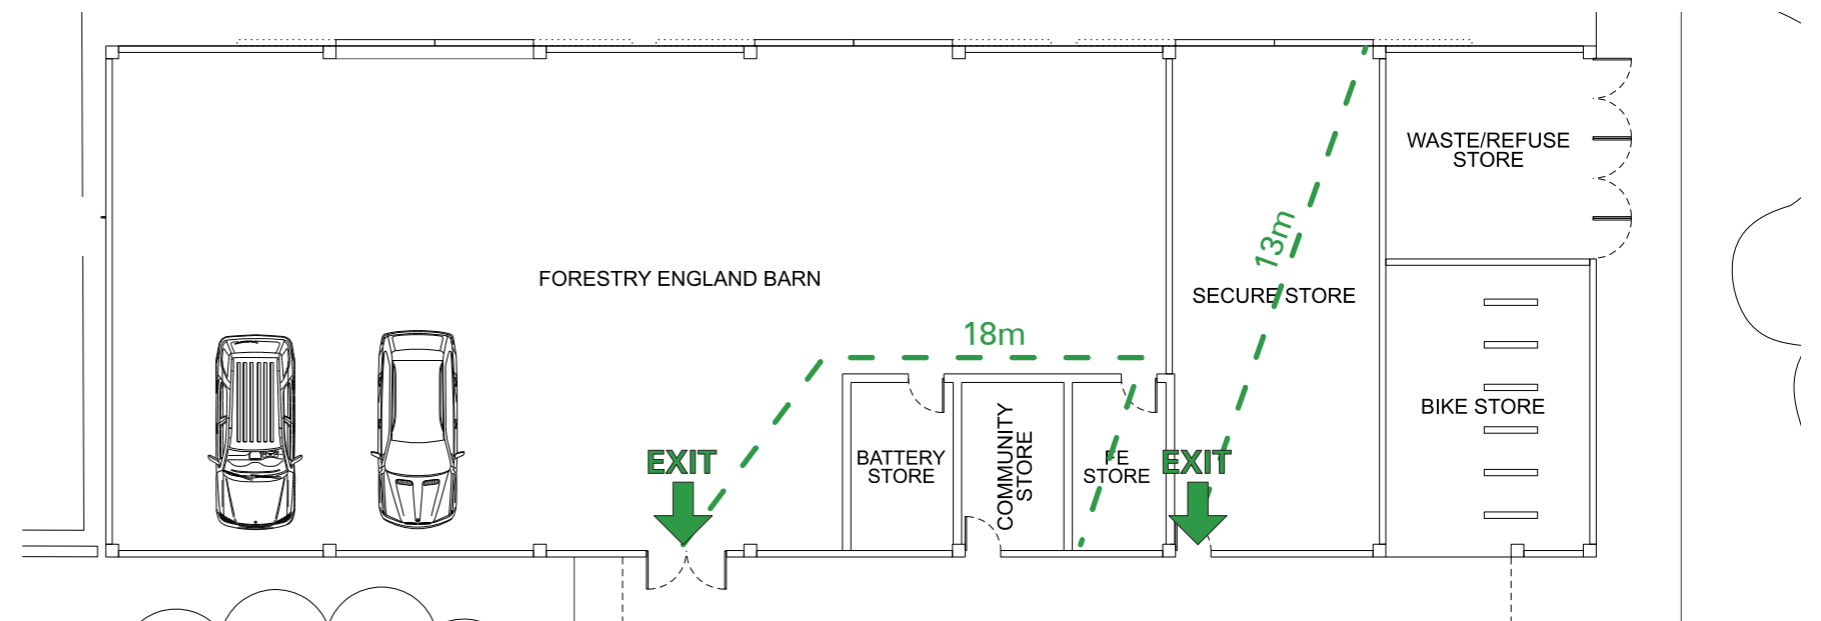 WASTE/REFUSE
STORE
FORESTRY ENGLAND BARN
13m
SECURE STORE
18m
BIKE STORE
EXIT
BATTERY
STORE
COMMUNITY
STORE
FE
STORE
EXIT